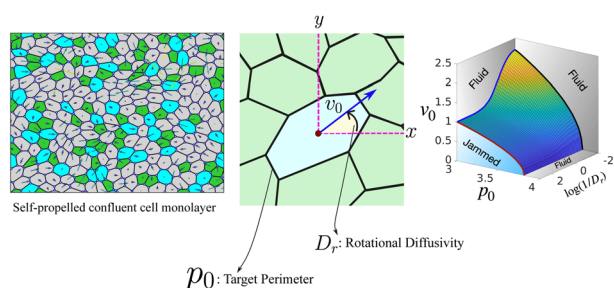 Self-propelled confluent cell monolayer
y
v₀
x
Dᵣ: Rotational Diffusivity
p₀: Target Perimeter
2.5
2
1.5
1
0.5
0
v₀
Fluid
Fluid
Jammed
Fluid
3
3.5
4
p₀
2
0
-2
log(1/Dᵣ)